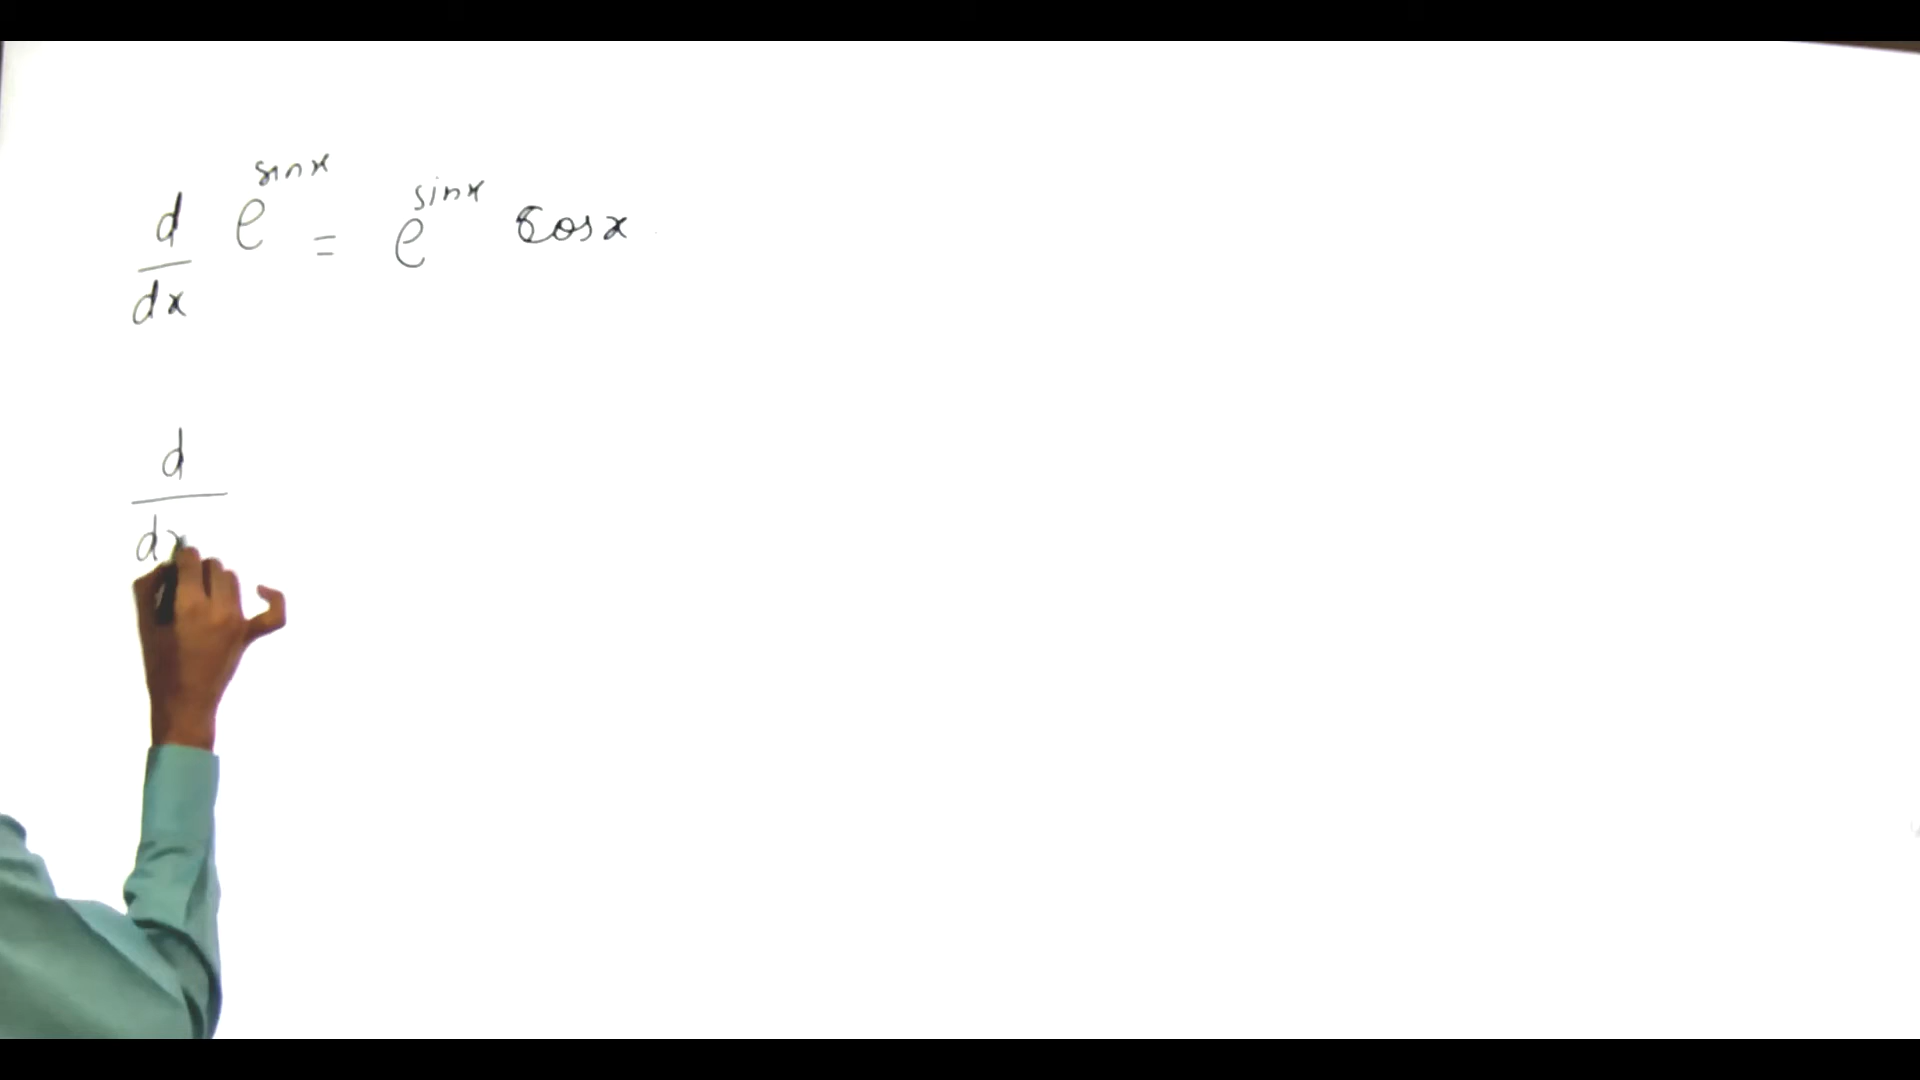 d/dx e^sinx = e^sinx cosx
d/dx